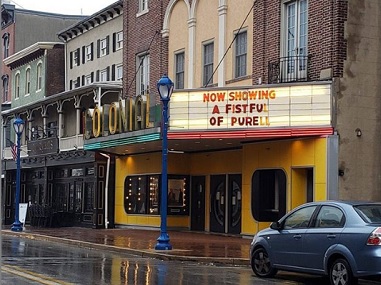 COLONIAL
NOW SHOWING
A FISTFUL
OF PURELL